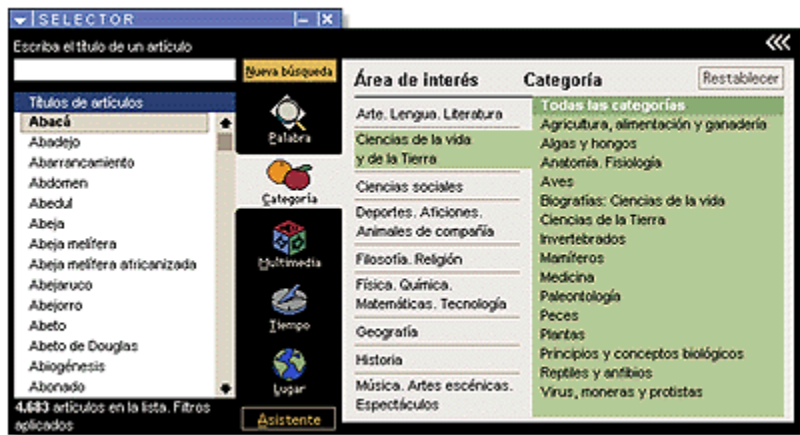 SELECTOR
Escriba el título de un artículo
Nueva búsqueda
Títulos de artículos
Abacá
Abadejo
Abarrancamiento
Abdomen
Abedul
Abeja
Abeja melífera
Abeja melífera africanizada
Abejaruco
Abejorro
Abeto
Abeto de Douglas
Abiogénesis
Abonado
4.683 artículos en la lista. Filtros
aplicados
Palabra
Categoría
Multimedia
Tiempo
Lugar
Asistente
Área de interés
Arte. Lengua. Literatura
Ciencias de la vida
y de la Tierra
Ciencias sociales
Deportes. Aficiones.
Animales de compañía
Filosofía. Religión
Física. Química.
Matemáticas. Tecnología
Geografía
Historia
Música. Artes escénicas.
Espectáculos
Categoría
Restablecer
Todas las categorías
Agricultura, alimentación y ganadería
Algas y hongos
Anatomía. Fisiología
Aves
Biografías: Ciencias de la vida
Ciencias de la Tierra
Invertebrados
Mamíferos
Medicina
Paleontología
Peces
Plantas
Principios y conceptos biológicos
Reptiles y anfibios
Virus, moneras y protistas